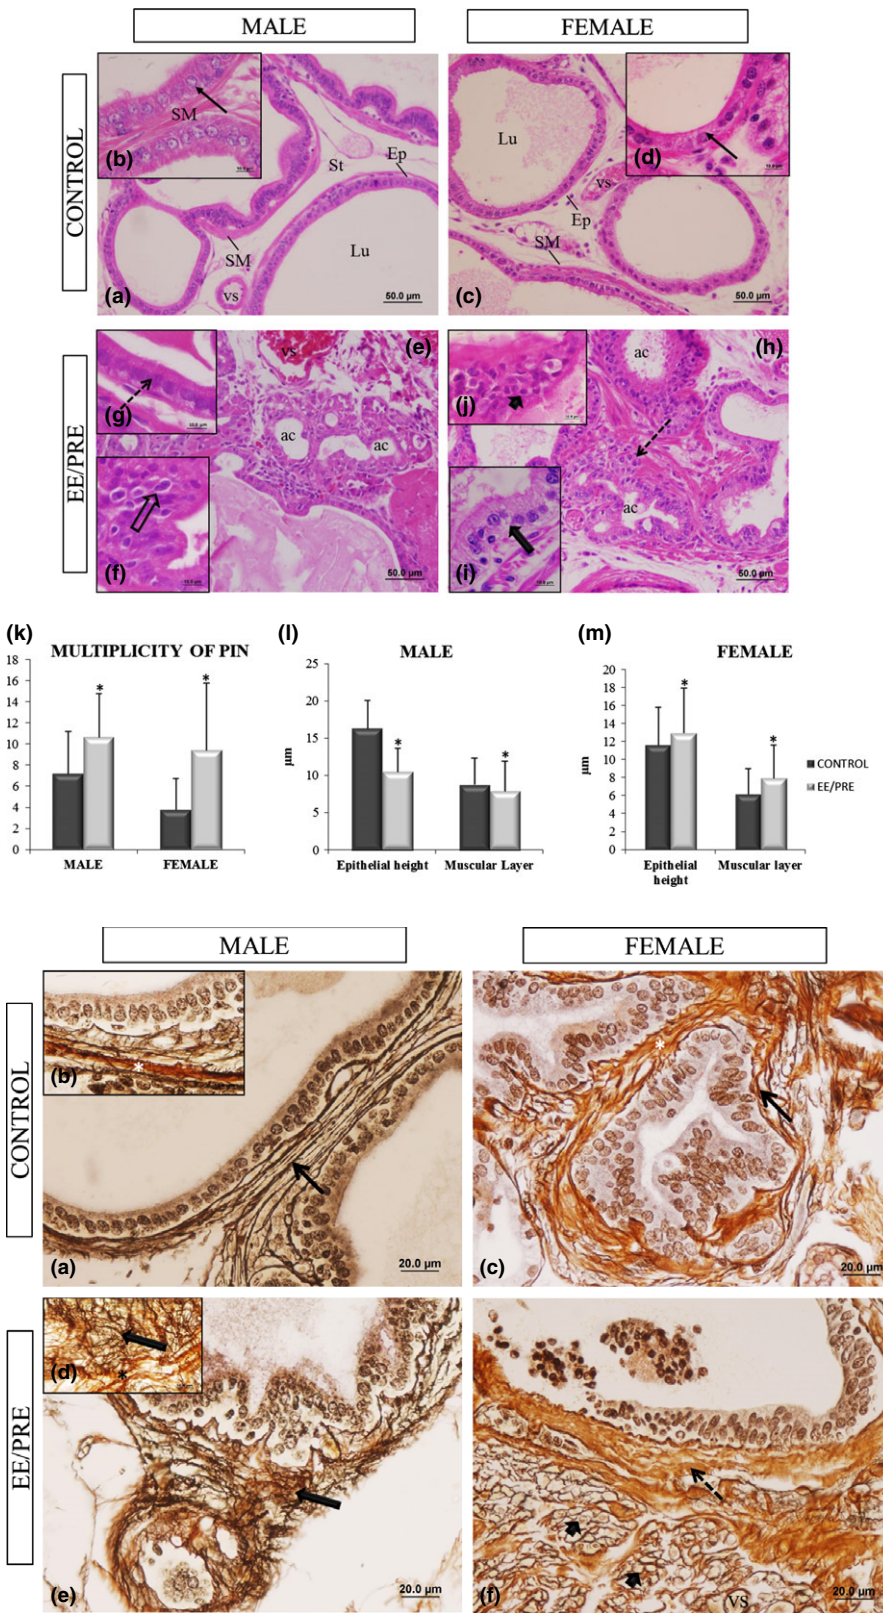 MALE
FEMALE
CONTROL
(b)
SM
St
Ep
SM
Lu
vs
(a)
50.0 µm
Lu
(d)
vs
Ep
SM
(c)
50.0 µm
EE/PRE
(g)
vs
(e)
ac
ac
(f)
50.0 µm
(j)
ac
(h)
ac
(i)
50.0 µm
(k)
MULTIPLICITY OF PIN
18
16
14
12
10
8
6
4
2
0
*
*
MALE
FEMALE
(l)
MALE
25
20
15
10
5
0
µm
*
*
Epithelial height
Muscular Layer
(m)
FEMALE
20
18
16
14
12
10
8
6
4
2
0
µm
*
*
Epithelial
height
Muscular layer
CONTROL
EE/PRE
MALE
FEMALE
CONTROL
(b)
*
(a)
20.0 µm
*
(c)
20.0 µm
EE/PRE
(d)
*
(e)
20.0 µm
VS
(f)
20.0 µm